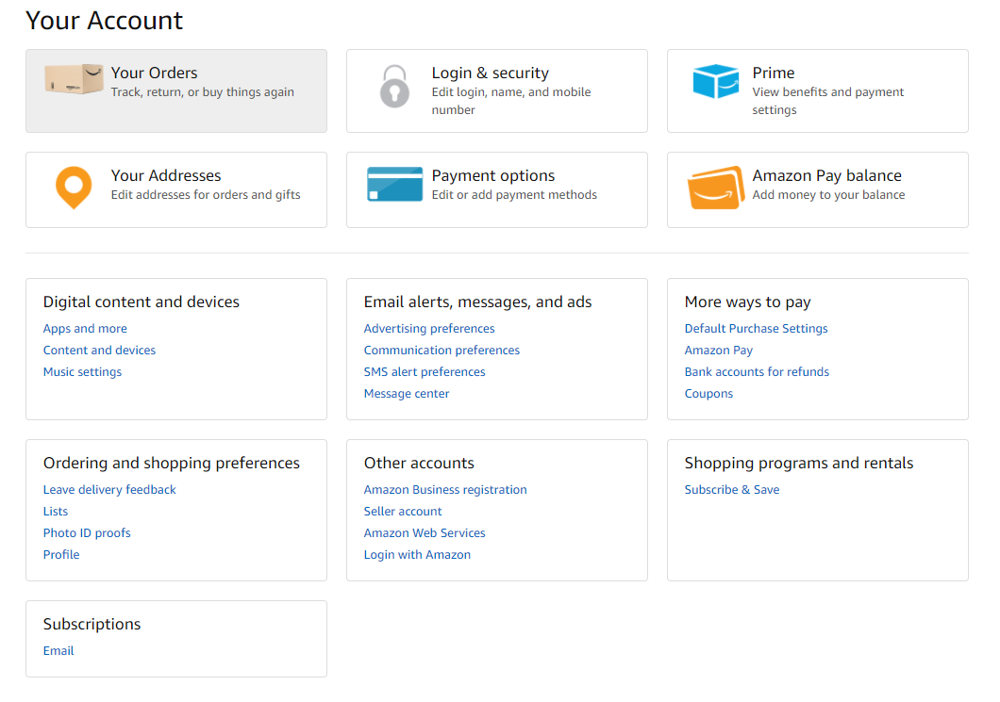 Your Account
Your Orders
Track, return, or buy things again
Login & security
Edit login, name, and mobile
number
Prime
View benefits and payment
settings
Your Addresses
Edit addresses for orders and gifts
Payment options
Edit or add payment methods
Amazon Pay balance
Add money to your balance
Digital content and devices
Apps and more
Content and devices
Music settings
Email alerts, messages, and ads
Advertising preferences
Communication preferences
SMS alert preferences
Message center
More ways to pay
Default Purchase Settings
Amazon Pay
Bank accounts for refunds
Coupons
Ordering and shopping preferences
Leave delivery feedback
Lists
Photo ID proofs
Profile
Other accounts
Amazon Business registration
Seller account
Amazon Web Services
Login with Amazon
Shopping programs and rentals
Subscribe & Save
Subscriptions
Email